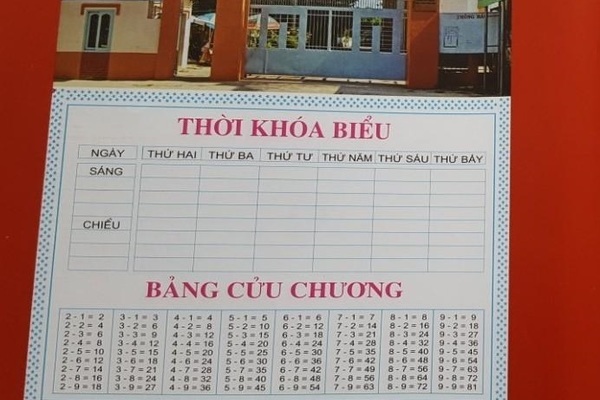 THỜI KHÓA BIỂU
NGÀY THỨ HAI THỨ BA THỨ TƯ THỨ NĂM THỨ SÁU THỨ BẢY
SÁNG
CHIỀU
BẢNG CỬU CHƯƠNG
2 - 1 = 2 3 - 1 = 3 4 - 1 = 4 5 - 1 = 5 6 - 1 = 6 7 - 1 = 7 8 - 1 = 8 9 - 1 = 9
2 - 2 = 4 3 - 2 = 6 4 - 2 = 8 5 - 2 = 10 6 - 2 = 12 7 - 2 = 14 8 - 2 = 16 9 - 2 = 18
2 - 3 = 6 3 - 3 = 9 4 - 3 = 12 5 - 3 = 15 6 - 3 = 18 7 - 3 = 21 8 - 3 = 24 9 - 3 = 27
2 - 4 = 8 3 - 4 = 12 4 - 4 = 16 5 - 4 = 20 6 - 4 = 24 7 - 4 = 28 8 - 4 = 32 9 - 4 = 36
2 - 5 = 10 3 - 5 = 15 4 - 5 = 20 5 - 5 = 25 6 - 5 = 30 7 - 5 = 35 8 - 5 = 40 9 - 5 = 45
2 - 6 = 12 3 - 6 = 18 4 - 6 = 24 5 - 6 = 30 6 - 6 = 36 7 - 6 = 42 8 - 6 = 48 9 - 6 = 54
2 - 7 = 14 3 - 7 = 21 4 - 7 = 28 5 - 7 = 35 6 - 7 = 42 7 - 7 = 49 8 - 7 = 56 9 - 7 = 63
2 - 8 = 16 3 - 8 = 24 4 - 8 = 32 5 - 8 = 40 6 - 8 = 48 7 - 8 = 56 8 - 8 = 64 9 - 8 = 72
2 - 9 = 18 3 - 9 = 27 4 - 9 = 36 5 - 9 = 45 6 - 9 = 54 7 - 9 = 63 8 - 9 = 72 9 - 9 = 81